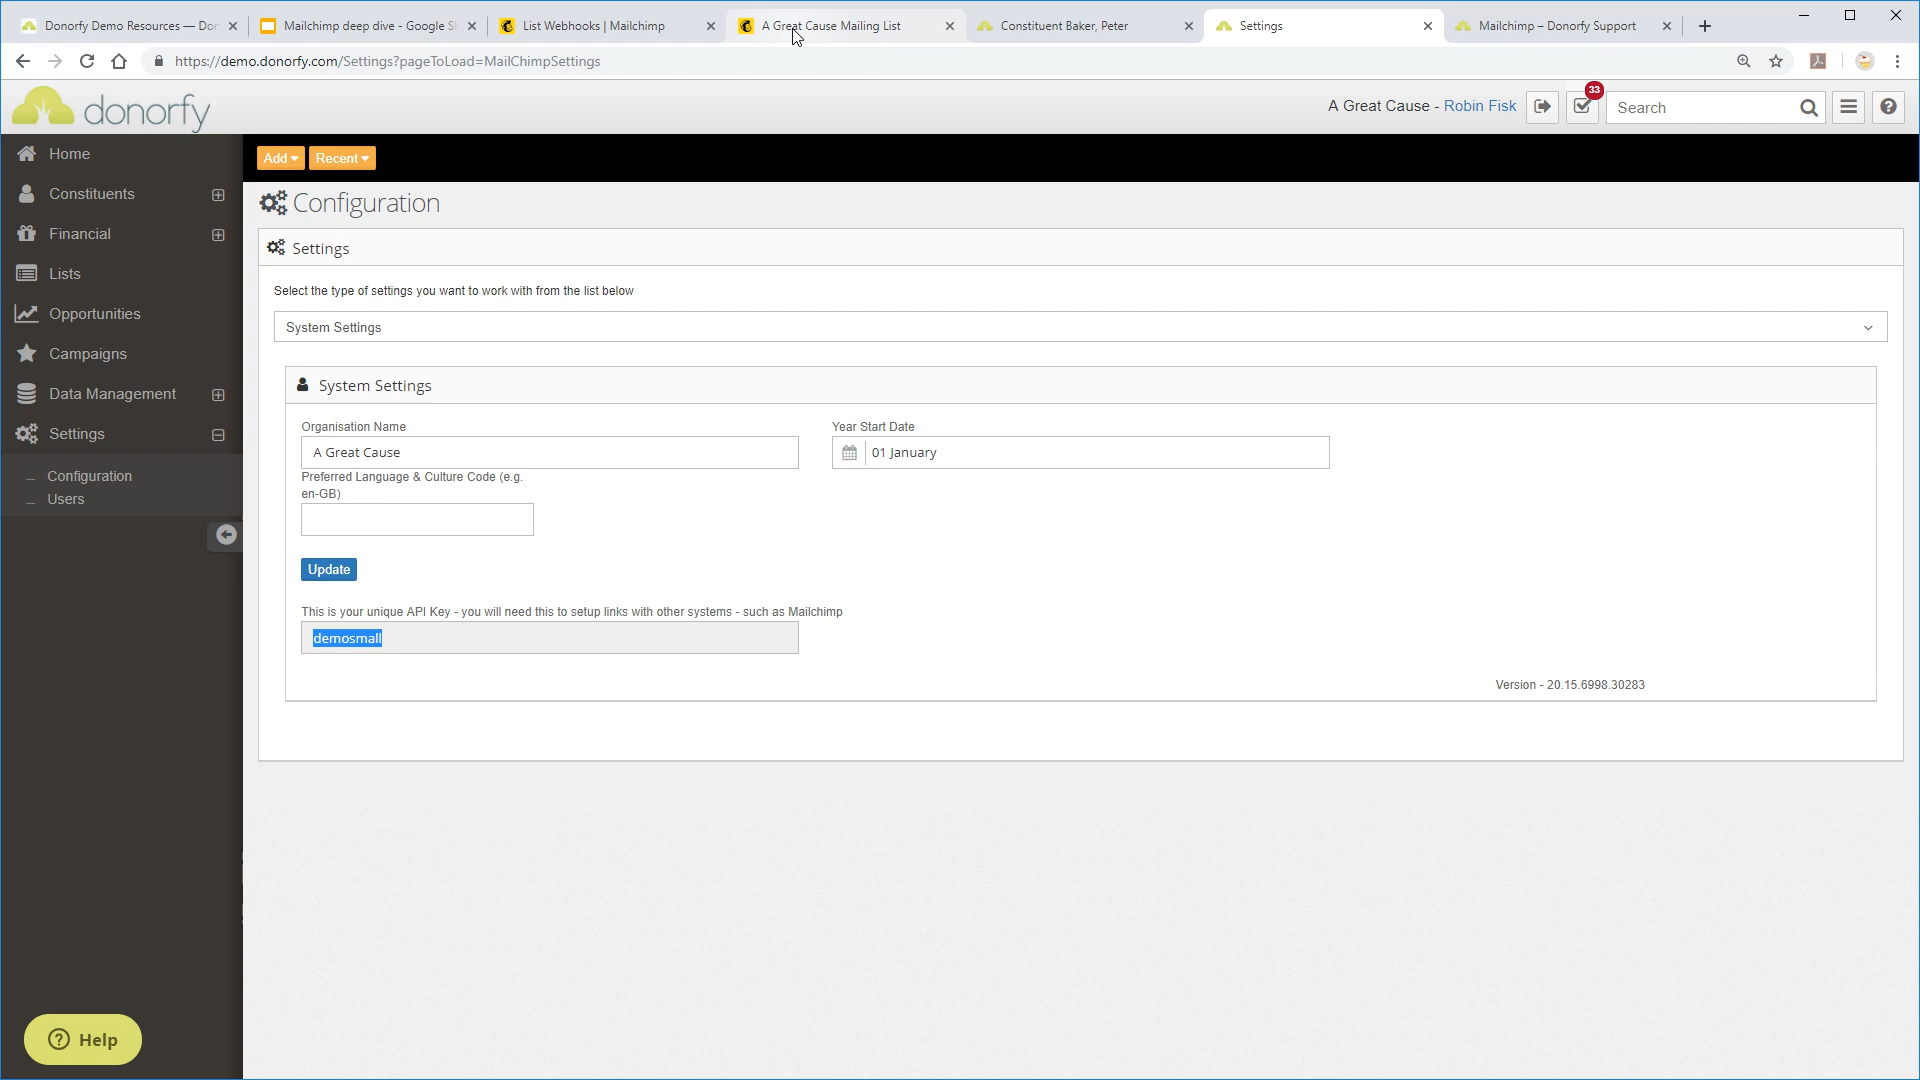 Donorfy Demo Resources — Don
Mailchimp deep dive - Google Sl
List Webhooks | Mailchimp
A Great Cause Mailing List
Constituent Baker, Peter
Settings
Mailchimp – Donorfy Support
https://demo.donorfy.com/Settings?pageToLoad=MailChimpSettings
donorfy
A Great Cause - Robin Fisk
33
Search
Home
Constituents
Financial
Lists
Opportunities
Campaigns
Data Management
Settings
Configuration
Users
Add
Recent
Configuration
Settings
Select the type of settings you want to work with from the list below
System Settings
System Settings
Organisation Name
Year Start Date
A Great Cause
01 January
Preferred Language & Culture Code (e.g.
en-GB)
Update
This is your unique API Key - you will need this to setup links with other systems - such as Mailchimp
demosmall
Version - 20.15.6998.30283
Help